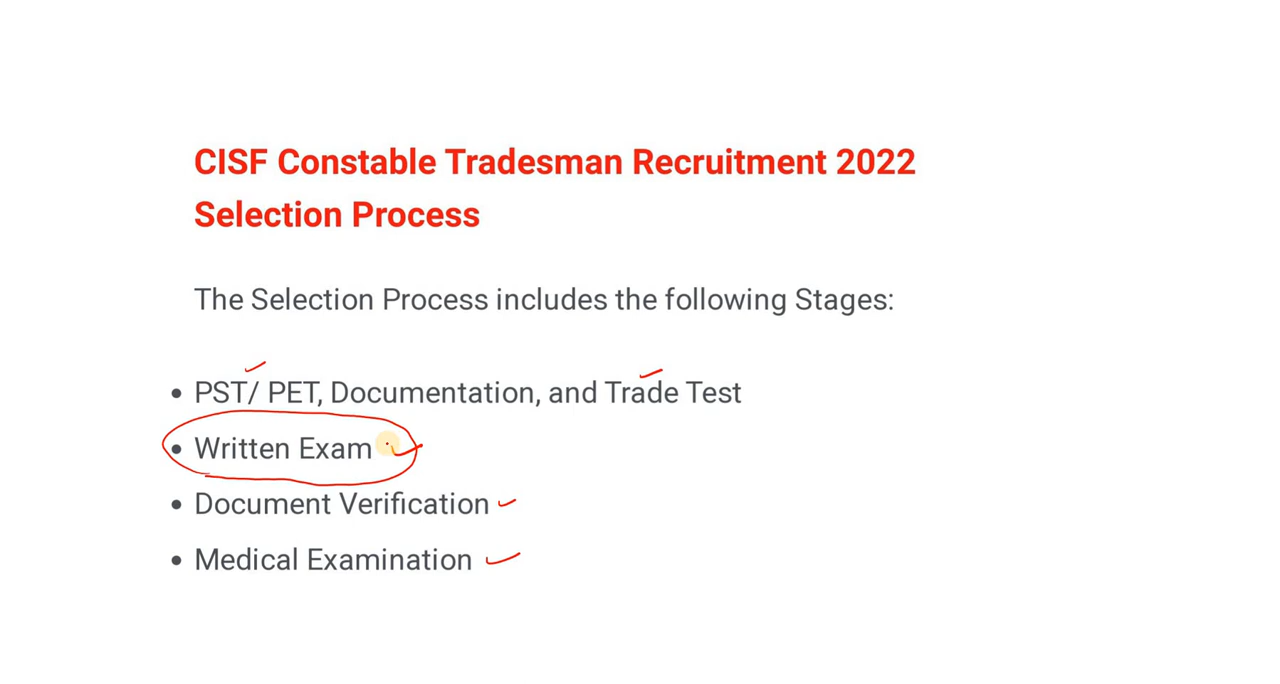 CISF Constable Tradesman Recruitment 2022
Selection Process
The Selection Process includes the following Stages:
• PST/ PET, Documentation, and Trade Test
• Written Exam
• Document Verification
• Medical Examination